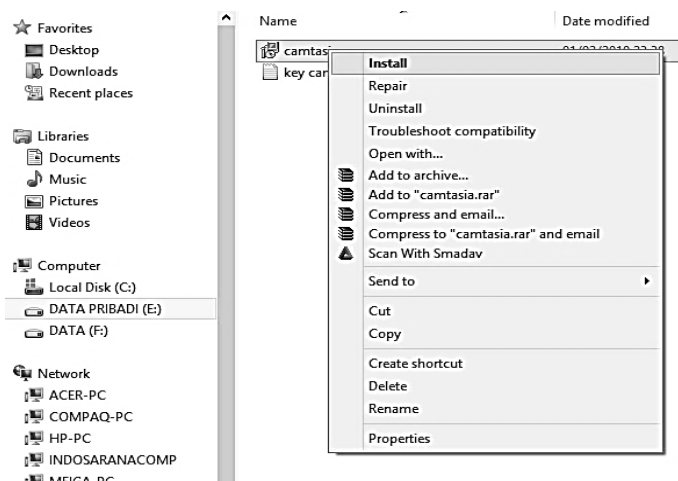 Favorites
Desktop
Downloads
Recent places
Libraries
Documents
Music
Pictures
Videos
Computer
Local Disk (C:)
DATA PRIBADI (E:)
DATA (F:)
Network
ACER-PC
COMPAQ-PC
HP-PC
INDOSARANACOMP
Name
Date modified
camtasi
key cam
Install
Repair
Uninstall
Troubleshoot compatibility
Open with...
Add to archive...
Add to "camtasia.rar"
Compress and email...
Compress to "camtasia.rar" and email
Scan With Smadav
Send to
Cut
Copy
Create shortcut
Delete
Rename
Properties